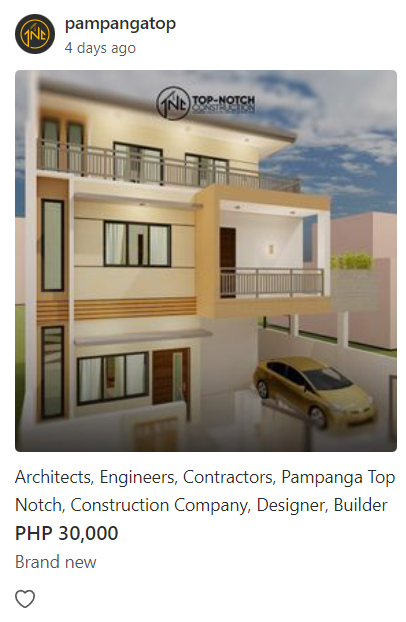 pampangatop
4 days ago
TOP-NOTCH
CONSTRUCTION
Architects, Engineers, Contractors, Pampanga Top
Notch, Construction Company, Designer, Builder
PHP 30,000
Brand new